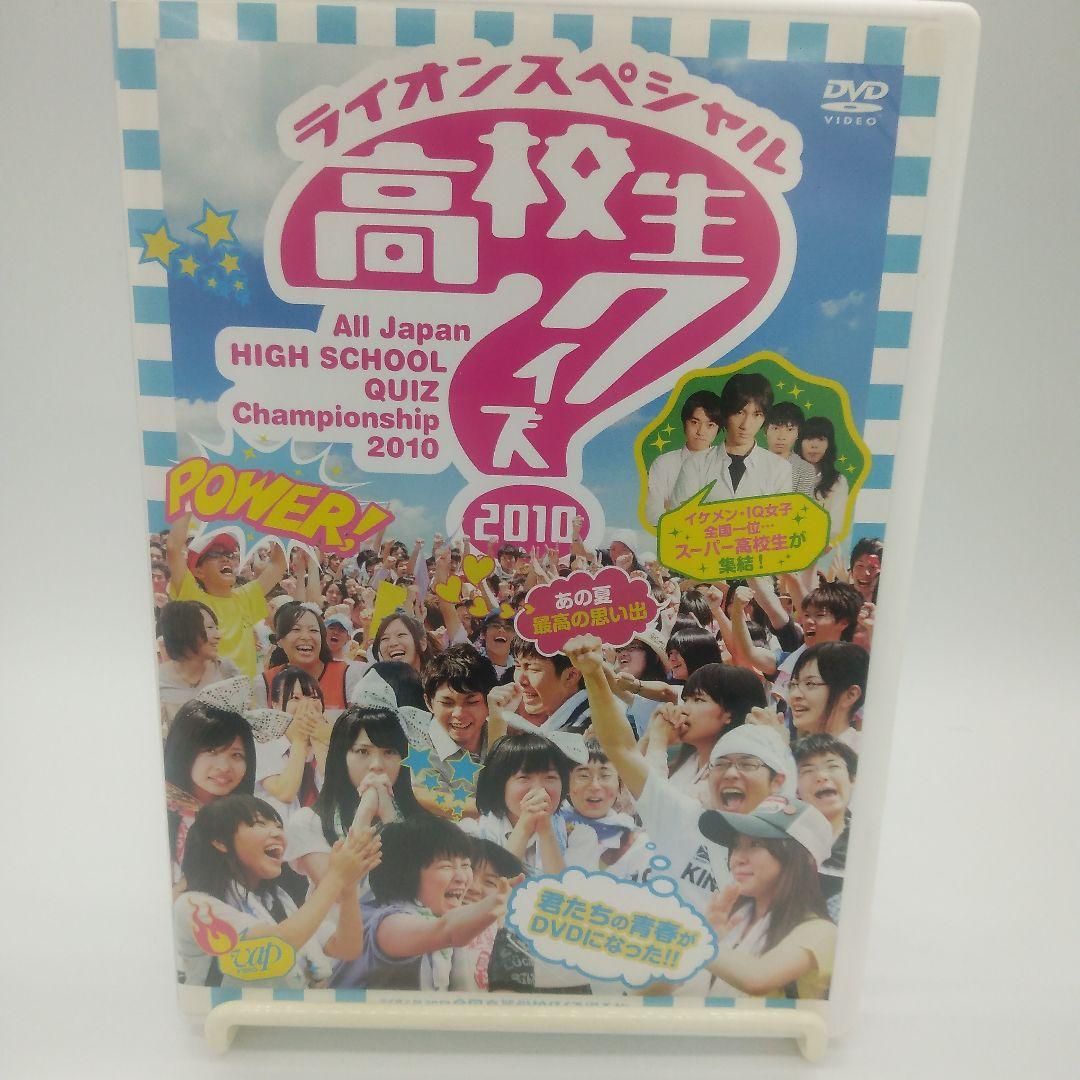 ライオンスペシャル
DVD
VIDEO
高校生
クイズ
All Japan
HIGH SCHOOL
QUIZ
Championship
2010
2010
POWER!
イケメン・IQ女子
全国一位…
スーパー高校生が
集結!
あの夏
最高の思い出
KIN
君たちの青春が
DVDになった!!
vap